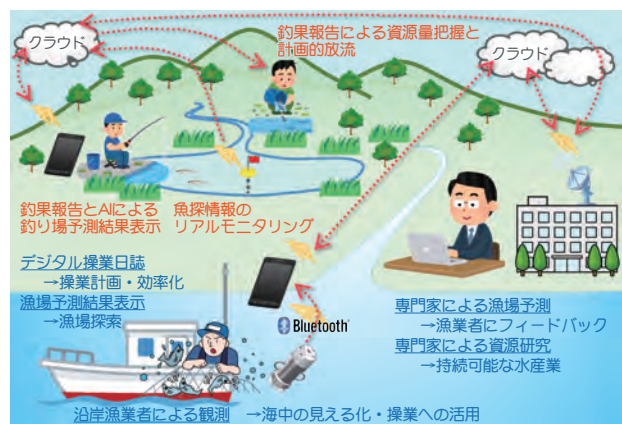 クラウド
釣果報告による資源量把握と
計画的放流
クラウド
釣果報告とAIによる
釣り場予測結果表示
魚探情報の
リアルモニタリング
デジタル操業日誌
→操業計画・効率化
漁場予測結果表示
→漁場探索
Bluetooth
専門家による漁場予測
→漁業者にフィードバック
専門家による資源研究
→持続可能な水産業
沿岸漁業者による観測 →海中の見える化・操業への活用